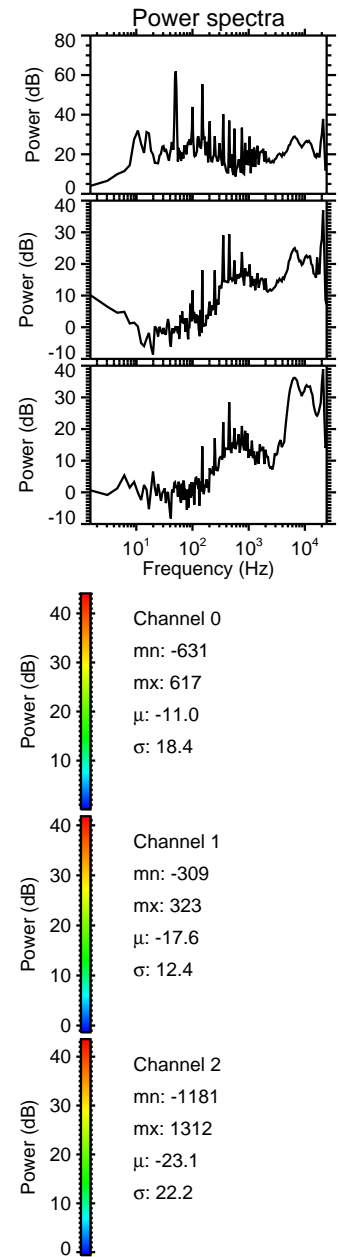 Power spectra
80
60
40
20
0
Power (dB)
40
30
20
10
0
-10
Power (dB)
40
30
20
10
0
-10
Power (dB)
10¹ 10² 10³ 10⁴
Frequency (Hz)
40
30
20
10
Power (dB)
Channel 0
mn: -631
mx: 617
μ: -11.0
σ: 18.4
40
30
20
10
0
Power (dB)
Channel 1
mn: -309
mx: 323
μ: -17.6
σ: 12.4
40
30
20
10
0
Power (dB)
Channel 2
mn: -1181
mx: 1312
μ: -23.1
σ: 22.2